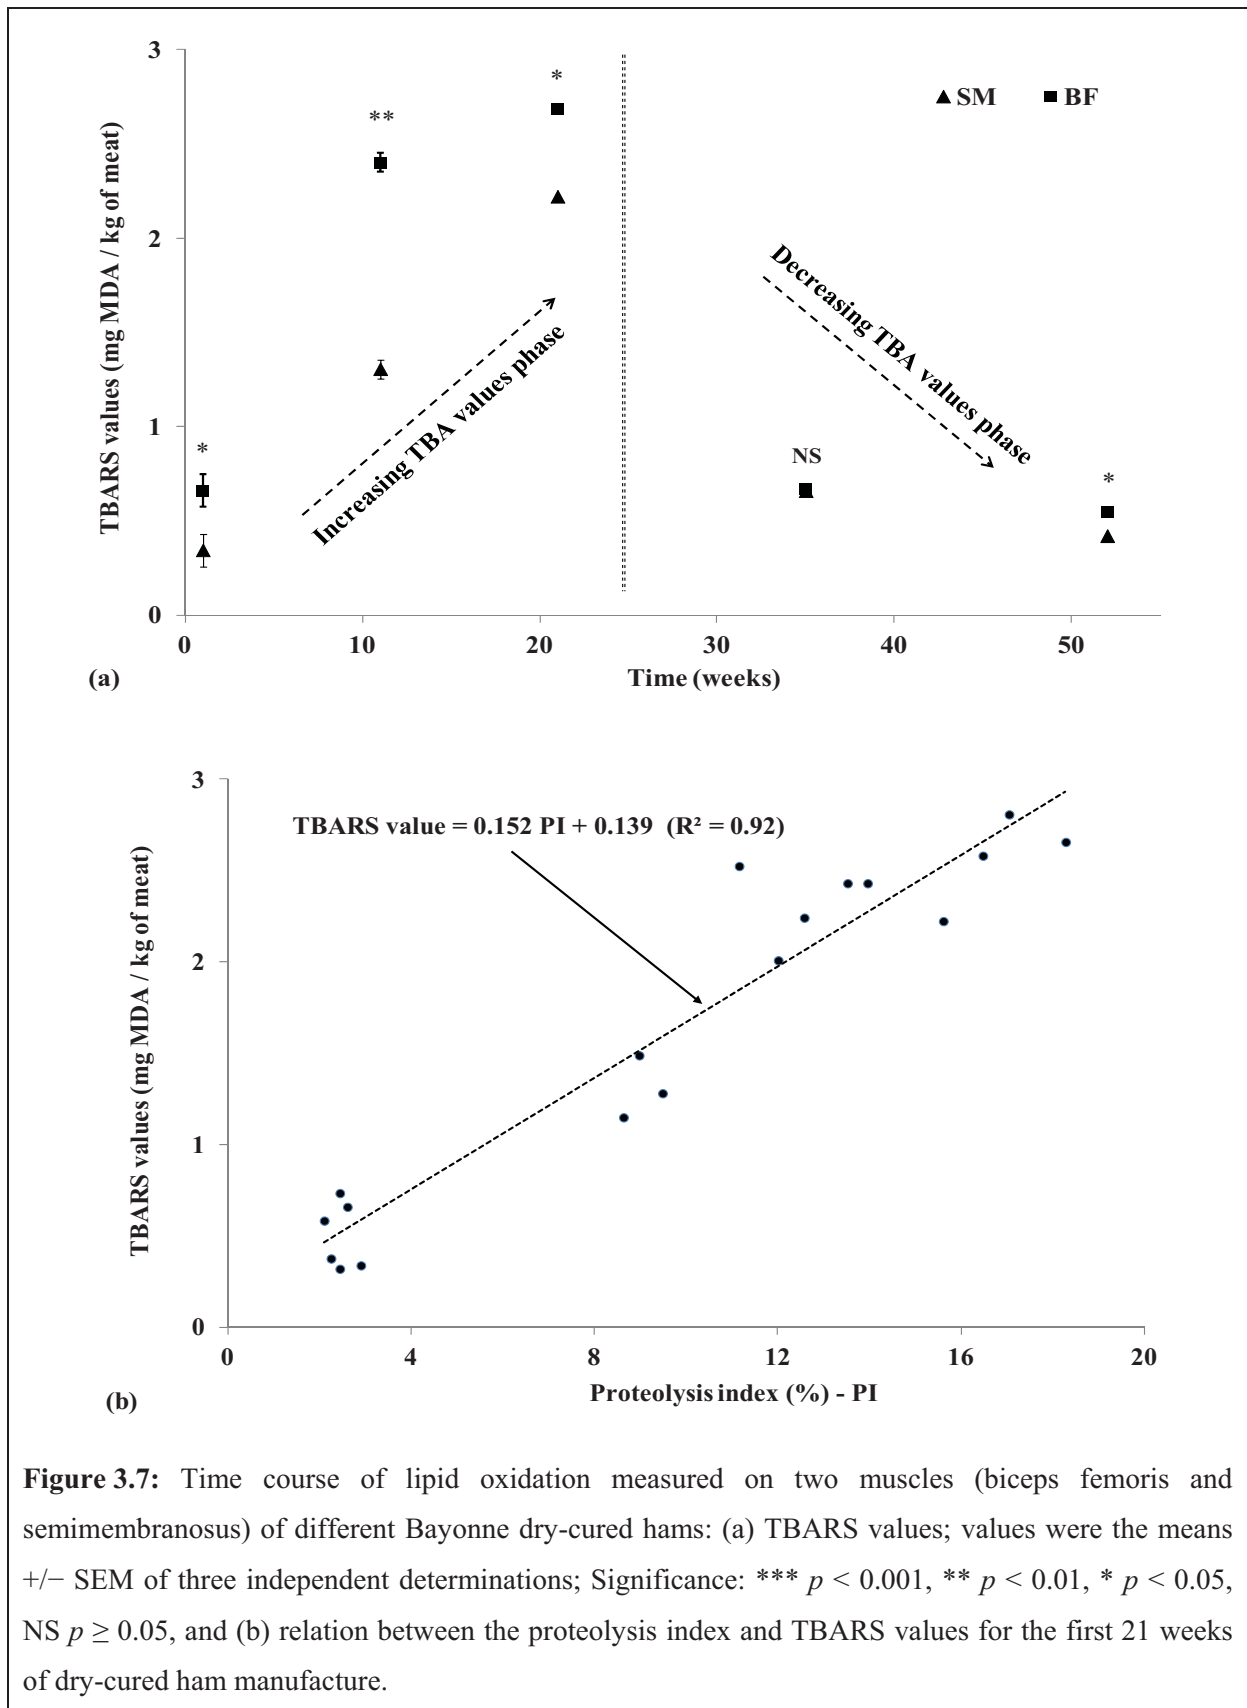 3
2
1
0
TBARS values (mg MDA / kg of meat)
*
**
*
NS
*
▲ SM ■ BF
Increasing TBA values phase
Decreasing TBA values phase
0 10 20 30 40 50
(a) Time (weeks)
3
2
1
0
TBARS values (mg MDA / kg of meat)
TBARS value = 0.152 PI + 0.139 (R² = 0.92)
0 4 8 12 16 20
Proteolysis index (%) - PI
(b)
Figure 3.7: Time course of lipid oxidation measured on two muscles (biceps femoris and
semimembranosus) of different Bayonne dry-cured hams: (a) TBARS values; values were the means
+/− SEM of three independent determinations; Significance: *** p < 0.001, ** p < 0.01, * p < 0.05,
NS p ≥ 0.05, and (b) relation between the proteolysis index and TBARS values for the first 21 weeks
of dry-cured ham manufacture.